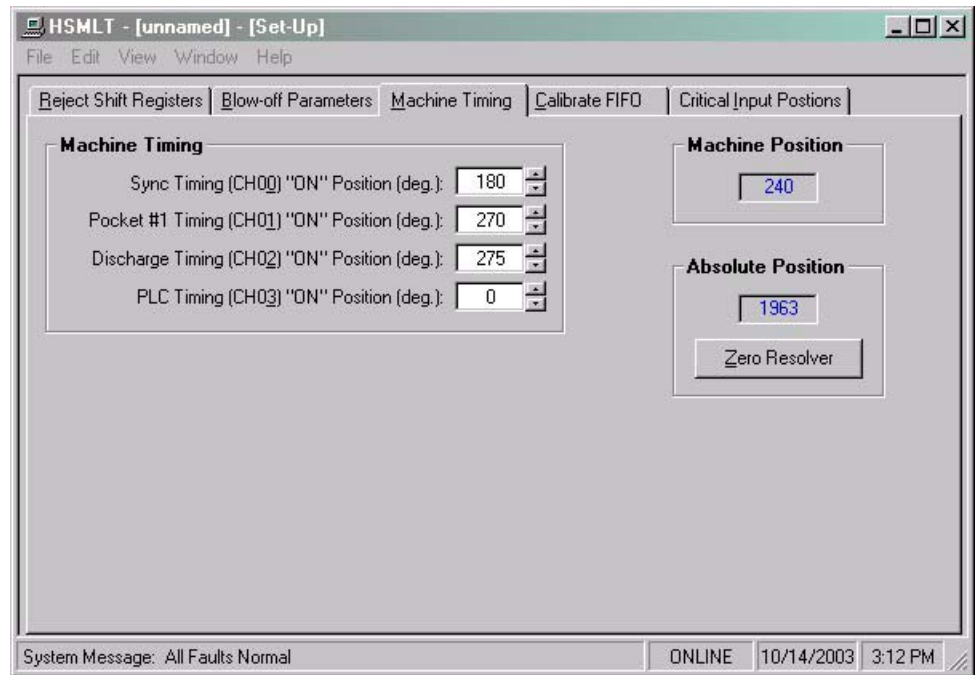 HSMLT - [unnamed] - [Set-Up]
File Edit View Window Help
Reject Shift Registers Blow-off Parameters Machine Timing Calibrate FIFO Critical Input Postions
Machine Timing
Sync Timing (CH00) "ON" Position (deg.): 180
Pocket #1 Timing (CH01) "ON" Position (deg.): 270
Discharge Timing (CH02) "ON" Position (deg.): 275
PLC Timing (CH03) "ON" Position (deg.): 0
Machine Position
240
Absolute Position
1963
Zero Resolver
System Message: All Faults Normal ONLINE 10/14/2003 3:12 PM